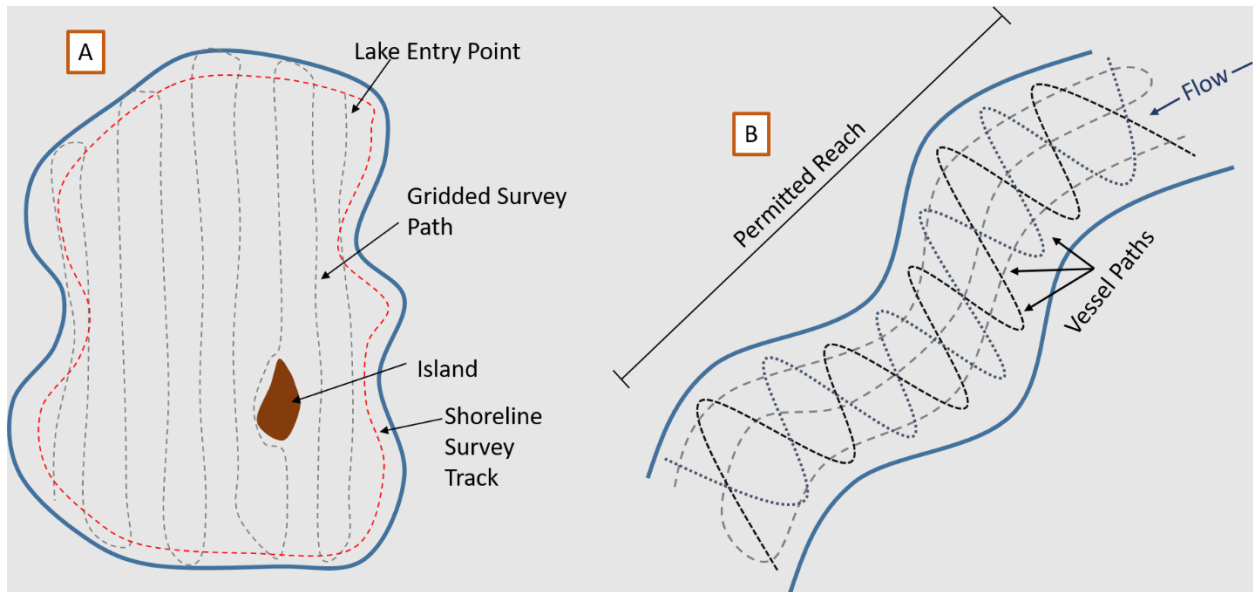 A
Lake Entry Point
Gridded Survey
Path
Island
Shoreline
Survey
Track
B
Permitted Reach
Flow
Vessel Paths